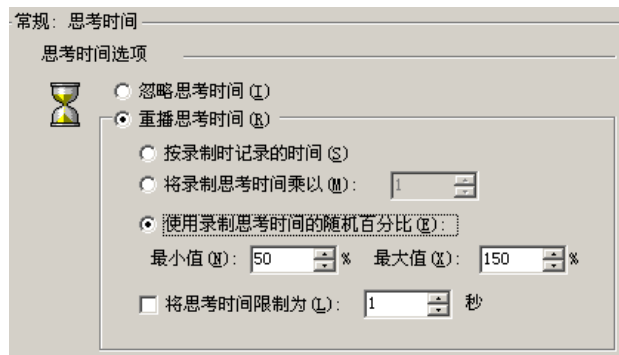 常规: 思考时间
思考时间选项
忽略思考时间(I)
重播思考时间(R)
按录制时记录的时间(S)
将录制思考时间乘以(M): 1
使用录制思考时间的随机百分比(E):
最小值(N): 50 % 最大值(X): 150 %
将思考时间限制为(L): 1 秒